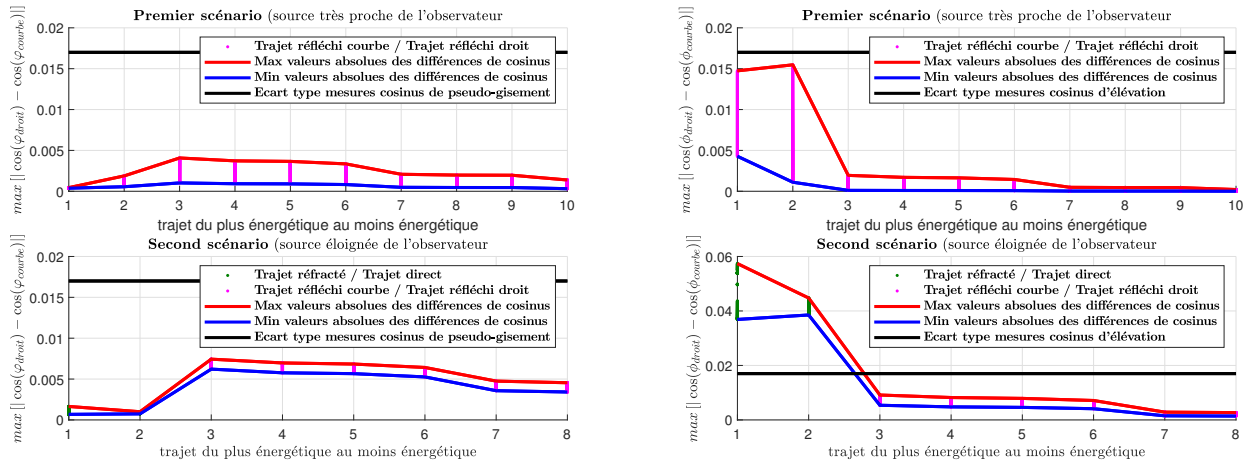 Premier scénario (source très proche de l'observateur
max [|| cos(φ_droit) − cos(φ_courbe)|]
0.02
0.015
0.01
0.005
0
Trajet réfléchi courbe / Trajet réfléchi droit
Max valeurs absolues des différences de cosinus
Min valeurs absolues des différences de cosinus
Ecart type mesures cosinus de pseudo-gisement
1 2 3 4 5 6 7 8 9 10
trajet du plus énergétique au moins énergétique
Premier scénario (source très proche de l'observateur
max [|| cos(ϕ_droit) − cos(ϕ_courbe)|]
0.02
0.015
0.01
0.005
0
Trajet réfléchi courbe / Trajet réfléchi droit
Max valeurs absolues des différences de cosinus
Min valeurs absolues des différences de cosinus
Ecart type mesures cosinus d'élévation
1 2 3 4 5 6 7 8 9 10
trajet du plus énergétique au moins énergétique
Second scénario (source éloignée de l'observateur
max [|| cos(φ_droit) − cos(φ_courbe)|]
0.02
0.015
0.01
0.005
0
Trajet réfracté / Trajet direct
Trajet réfléchi courbe / Trajet réfléchi droit
Max valeurs absolues des différences de cosinus
Min valeurs absolues des différences de cosinus
Ecart type mesures cosinus de pseudo-gisement
1 2 3 4 5 6 7 8
trajet du plus énergétique au moins énergétique
Second scénario (source éloignée de l'observateur
max [|| cos(ϕ_droit) − cos(ϕ_courbe)|]
0.06
0.04
0.02
0
Trajet réfracté / Trajet direct
Trajet réfléchi courbe / Trajet réfléchi droit
Max valeurs absolues des différences de cosinus
Min valeurs absolues des différences de cosinus
Ecart type mesures cosinus d'élévation
1 2 3 4 5 6 7 8
trajet du plus énergétique au moins énergétique